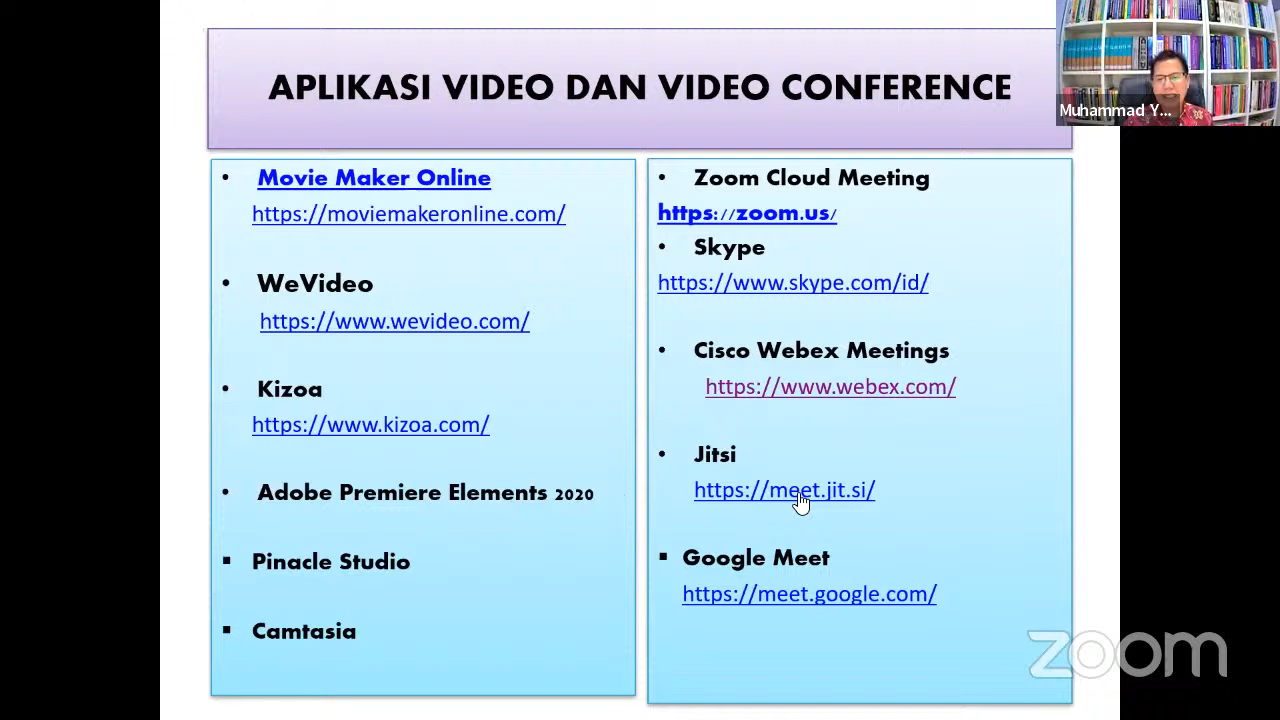 APLIKASI VIDEO DAN VIDEO CONFERENCE
Muhammad Y...
• Movie Maker Online
https://moviemakeronline.com/
• WeVideo
https://www.wevideo.com/
• Kizoa
https://www.kizoa.com/
• Adobe Premiere Elements 2020
▪ Pinacle Studio
▪ Camtasia
• Zoom Cloud Meeting
https://zoom.us/
• Skype
https://www.skype.com/id/
• Cisco Webex Meetings
https://www.webex.com/
• Jitsi
https://meet.jit.si/
▪ Google Meet
https://meet.google.com/
zoom